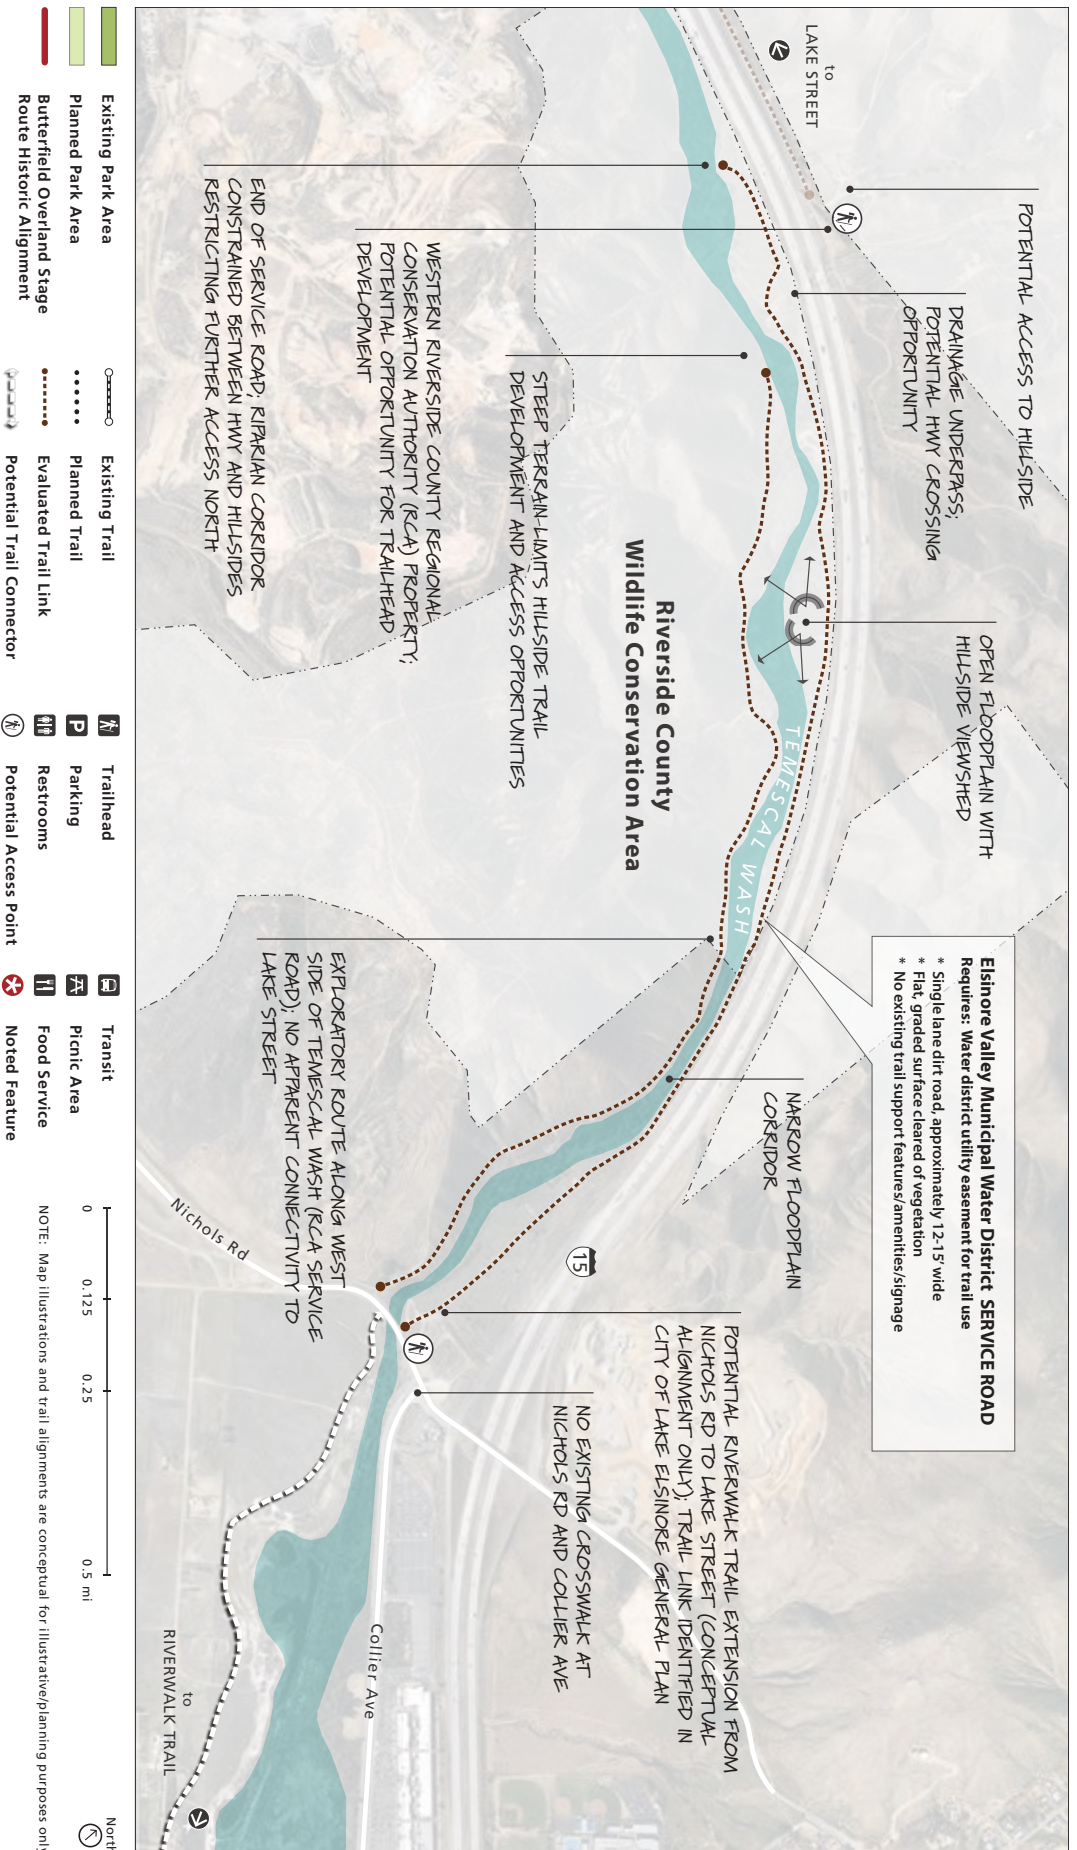 to
LAKE STREET
POTENTIAL ACCESS TO HILLSIDE
DRAINAGE UNDERPASS;
POTENTIAL HWY CROSSING
OPPORTUNITY
OPEN FLOODPLAIN WITH
HILLSIDE VIEWSHED
Elsinore Valley Municipal Water District SERVICE ROAD
Requires: Water district utility easement for trail use
* Single lane dirt road, approximately 12-15' wide
* Flat, graded surface cleared of vegetation
* No existing trail support features/amenities/signage
NARROW FLOODPLAIN
CORRIDOR
POTENTIAL RIVERWALK TRAIL EXTENSION FROM
NICHOLS RD TO LAKE STREET (CONCEPTUAL
ALIGNMENT ONLY); TRAIL LINK IDENTIFIED IN
CITY OF LAKE ELSINORE GENERAL PLAN
NO EXISTING CROSSWALK AT
NICHOLS RD AND COLLIER AVE
TEMESCAL WASH
15
Riverside County
Wildlife Conservation Area
STEEP TERRAIN-LIMITS HILLSIDE TRAIL
DEVELOPMENT AND ACCESS OPPORTUNITIES
WESTERN RIVERSIDE COUNTY REGIONAL
CONSERVATION AUTHORITY (RCA) PROPERTY;
POTENTIAL OPPORTUNITY FOR TRAILHEAD
DEVELOPMENT
END OF SERVICE ROAD; RIPARIAN CORRIDOR
CONSTRAINED BETWEEN HWY AND HILLSIDES
RESTRICTING FURTHER ACCESS NORTH
EXPLORATORY ROUTE ALONG WEST
SIDE OF TEMESCAL WASH (RCA SERVICE
ROAD); NO APPARENT CONNECTIVITY TO
LAKE STREET
Nichols Rd
Collier Ave
to
RIVERWALK TRAIL
Existing Park Area
Planned Park Area
Butterfield Overland Stage
Route Historic Alignment
Existing Trail
Planned Trail
Evaluated Trail Link
Potential Trail Connector
Trailhead
P
Parking
Restrooms
Potential Access Point
Transit
Picnic Area
Food Service
Noted Feature
0 0.125 0.25 0.5 mi
NOTE: Map illustrations and trail alignments are conceptual for illustrative/planning purposes only
North